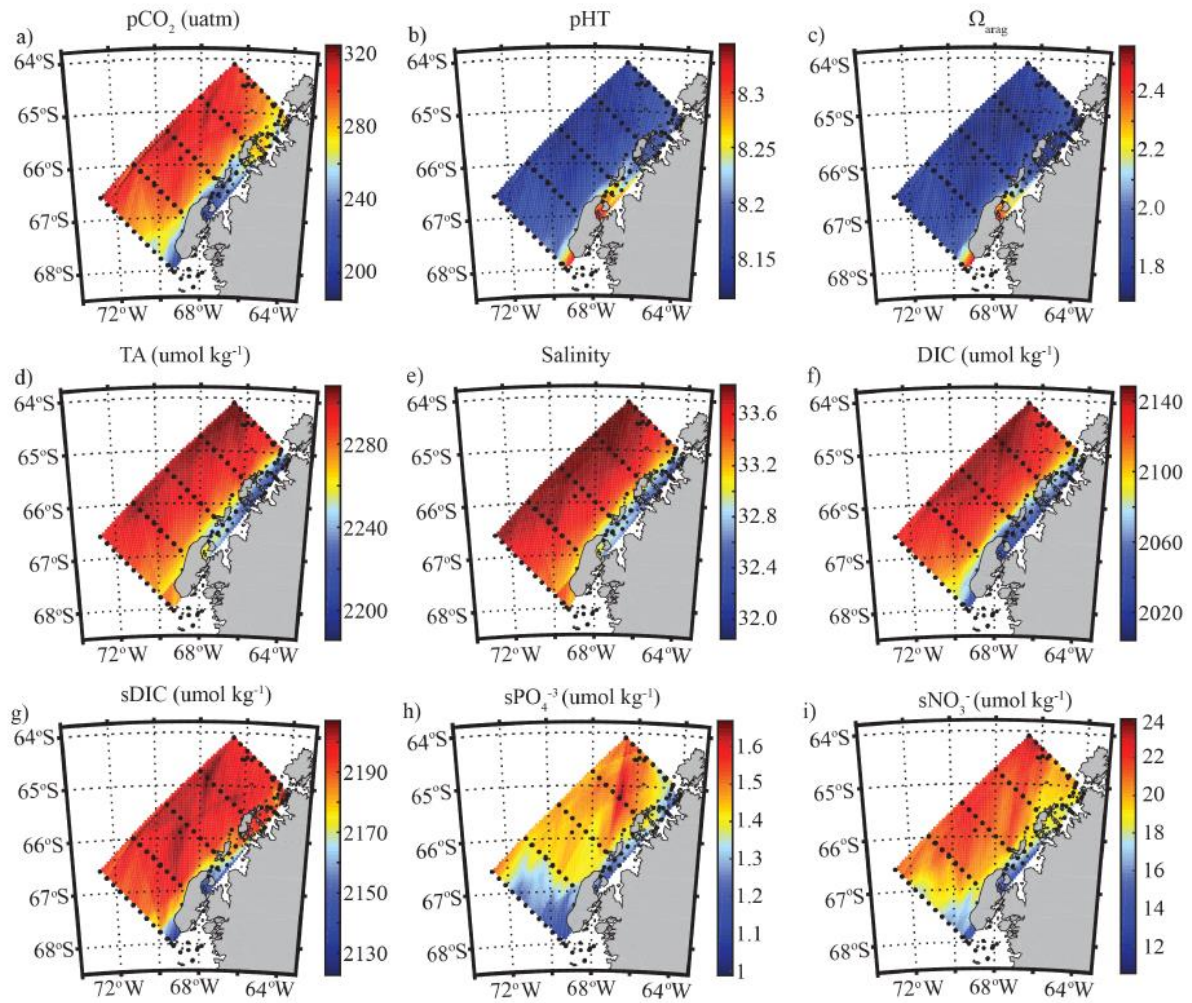 pCO₂ (uatm) pHT Ω_arag
a) b) c)
64°S 320 64°S 8.3 64°S 2.4
65°S 280 65°S 8.25 65°S 2.2
66°S 240 66°S 8.2 66°S 2.0
67°S 200 67°S 8.15 67°S 1.8
68°S 68°S 68°S
72°W 68°W 64°W 72°W 68°W 64°W 72°W 68°W 64°W
TA (umol kg⁻¹) Salinity DIC (umol kg⁻¹)
d) e) f)
64°S 2280 64°S 33.6 64°S 2140
65°S 2240 65°S 33.2 65°S 2100
66°S 2200 66°S 32.8 66°S 2060
67°S 67°S 32.4 67°S 2020
68°S 68°S 32.0 68°S
72°W 68°W 64°W 72°W 68°W 64°W 72°W 68°W 64°W
sDIC (umol kg⁻¹) sPO₄⁻³ (umol kg⁻¹) sNO₃⁻ (umol kg⁻¹)
g) h) i)
64°S 2190 64°S 1.6 64°S 24
65°S 2170 65°S 1.5 65°S 22
66°S 2150 66°S 1.4 66°S 20
67°S 2130 67°S 1.3 67°S 18
68°S 68°S 1.2 68°S 16
1.1 14
1 12
72°W 68°W 64°W 72°W 68°W 64°W 72°W 68°W 64°W